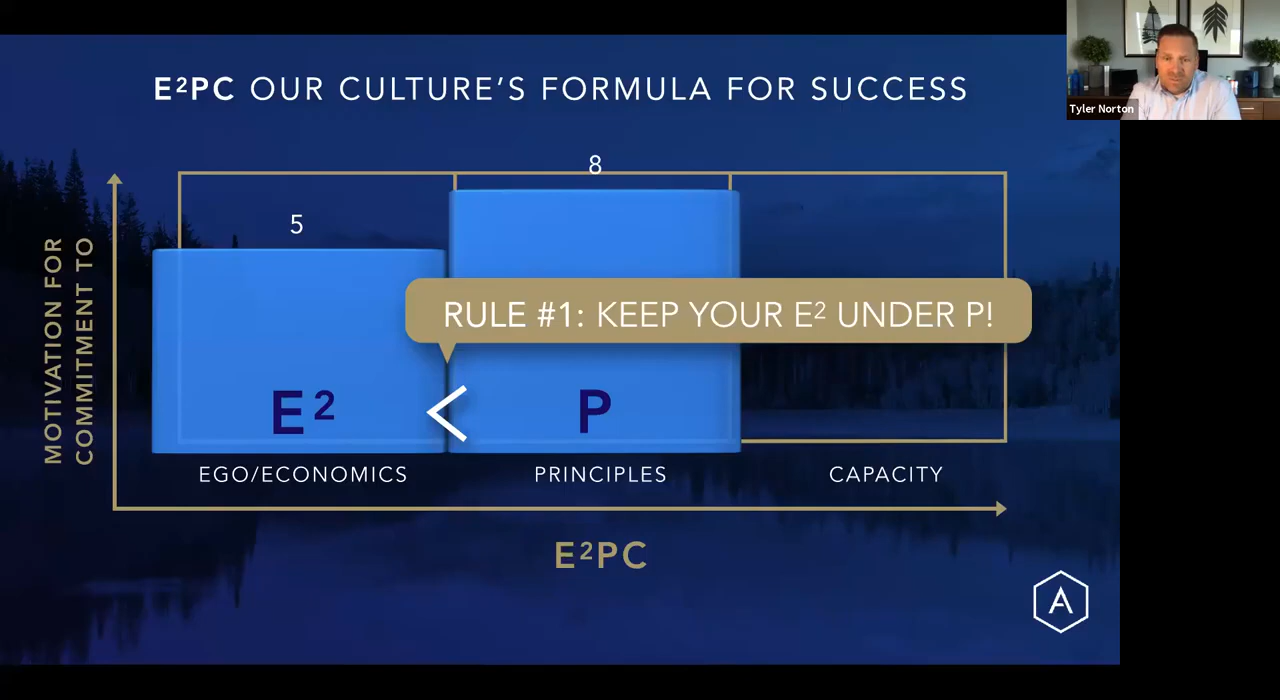 E²PC OUR CULTURE'S FORMULA FOR SUCCESS
Tyler Norton
8
5
MOTIVATION FOR
COMMITMENT TO
RULE #1: KEEP YOUR E² UNDER P!
E² < P
EGO/ECONOMICS PRINCIPLES CAPACITY
E²PC
A